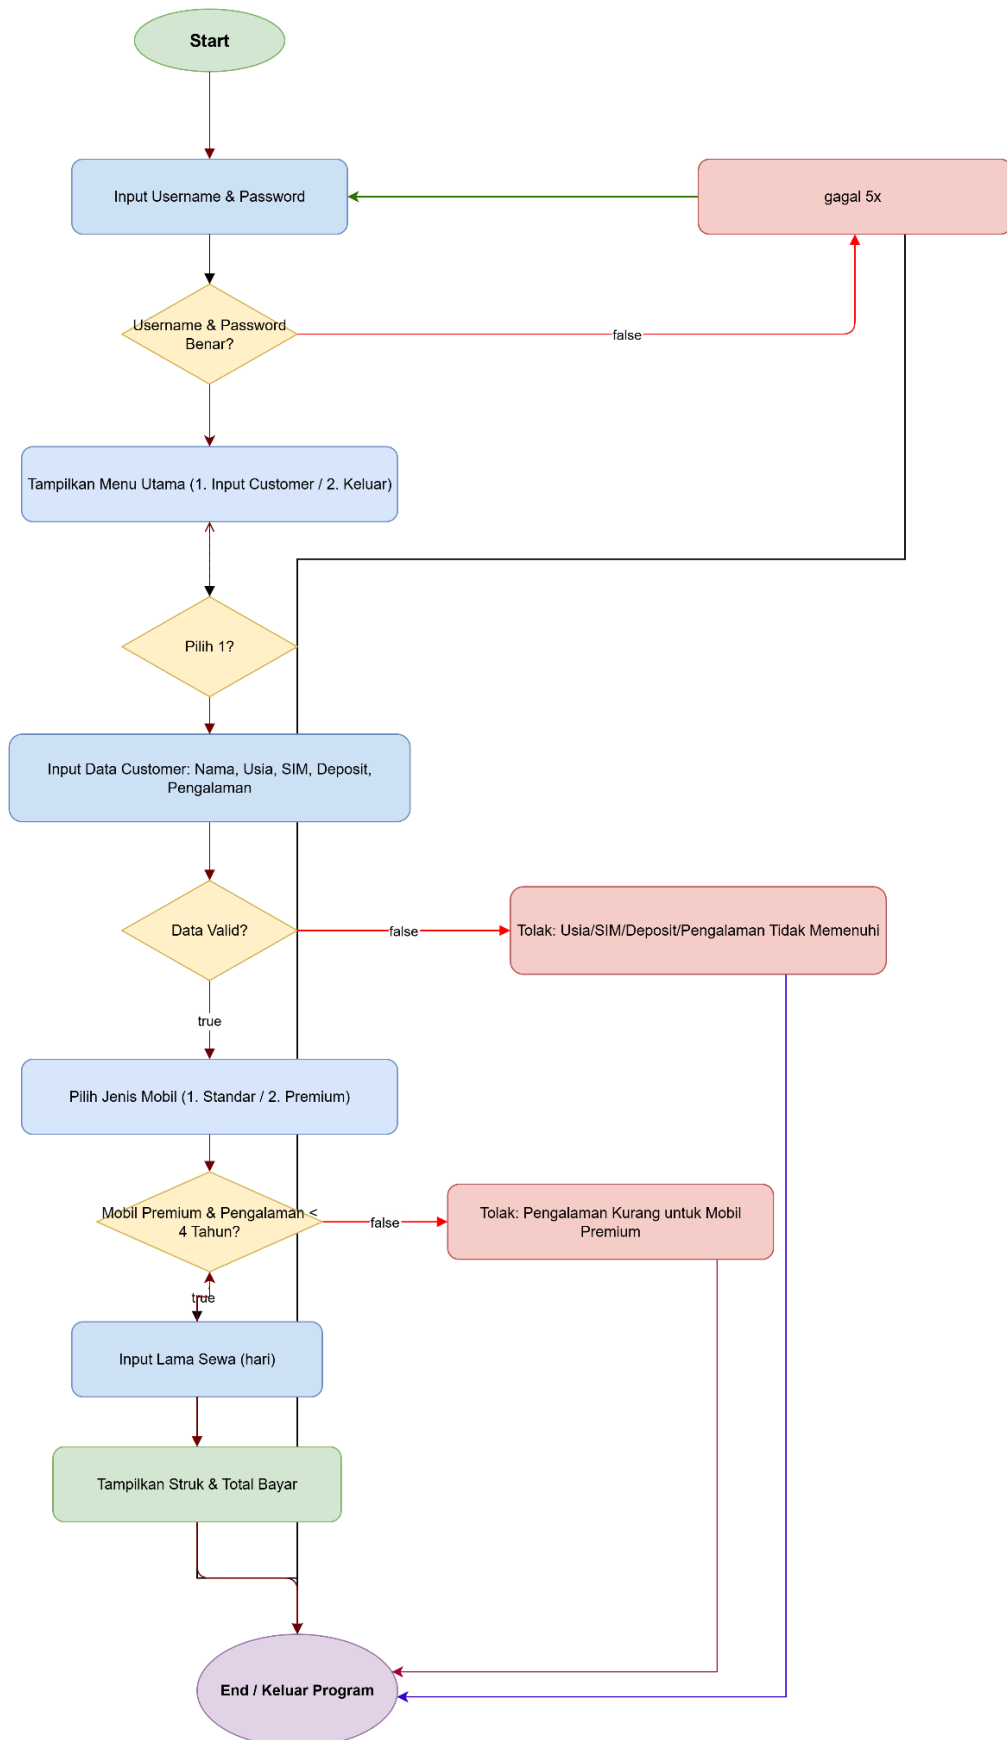 Start
Input Username & Password
gagal 5x
Username & Password
Benar?
false
Tampilkan Menu Utama (1. Input Customer / 2. Keluar)
Pilih 1?
Input Data Customer: Nama, Usia, SIM, Deposit,
Pengalaman
Data Valid?
false
Tolak: Usia/SIM/Deposit/Pengalaman Tidak Memenuhi
true
Pilih Jenis Mobil (1. Standar / 2. Premium)
Mobil Premium & Pengalaman <
4 Tahun?
false
Tolak: Pengalaman Kurang untuk Mobil
Premium
true
Input Lama Sewa (hari)
Tampilkan Struk & Total Bayar
End / Keluar Program